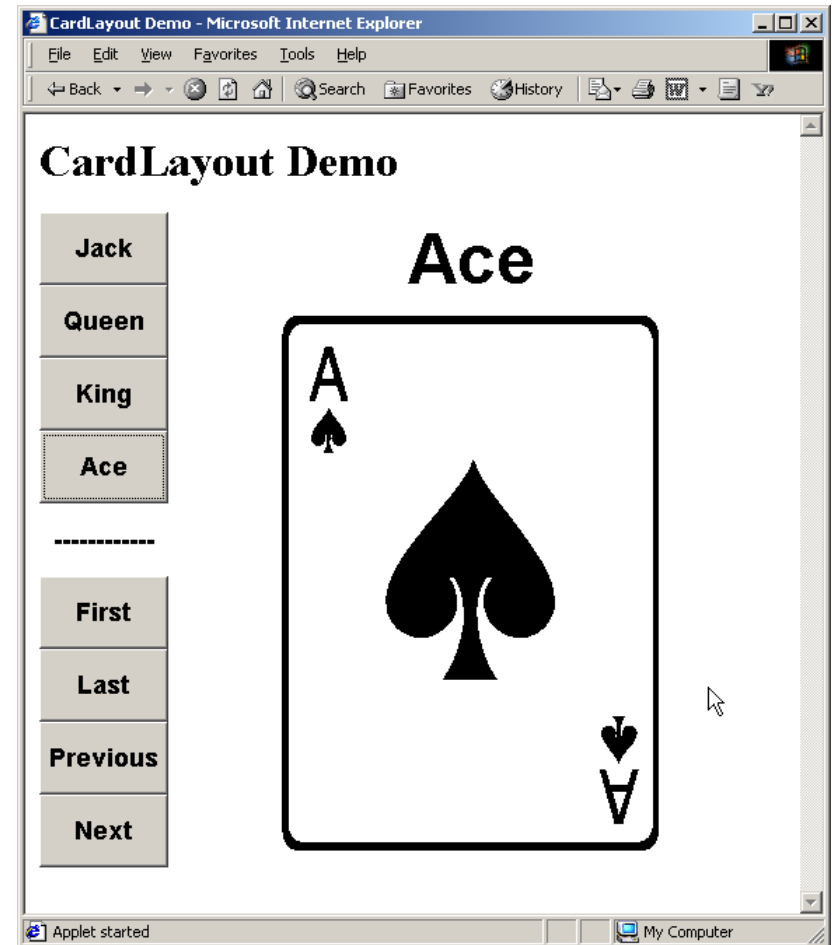 CardLayout Demo - Microsoft Internet Explorer
File Edit View Favorites Tools Help
Back Search Favorites History
CardLayout Demo
Jack
Queen
King
Ace
------------
First
Last
Previous
Next
Ace
A
A
Applet started My Computer